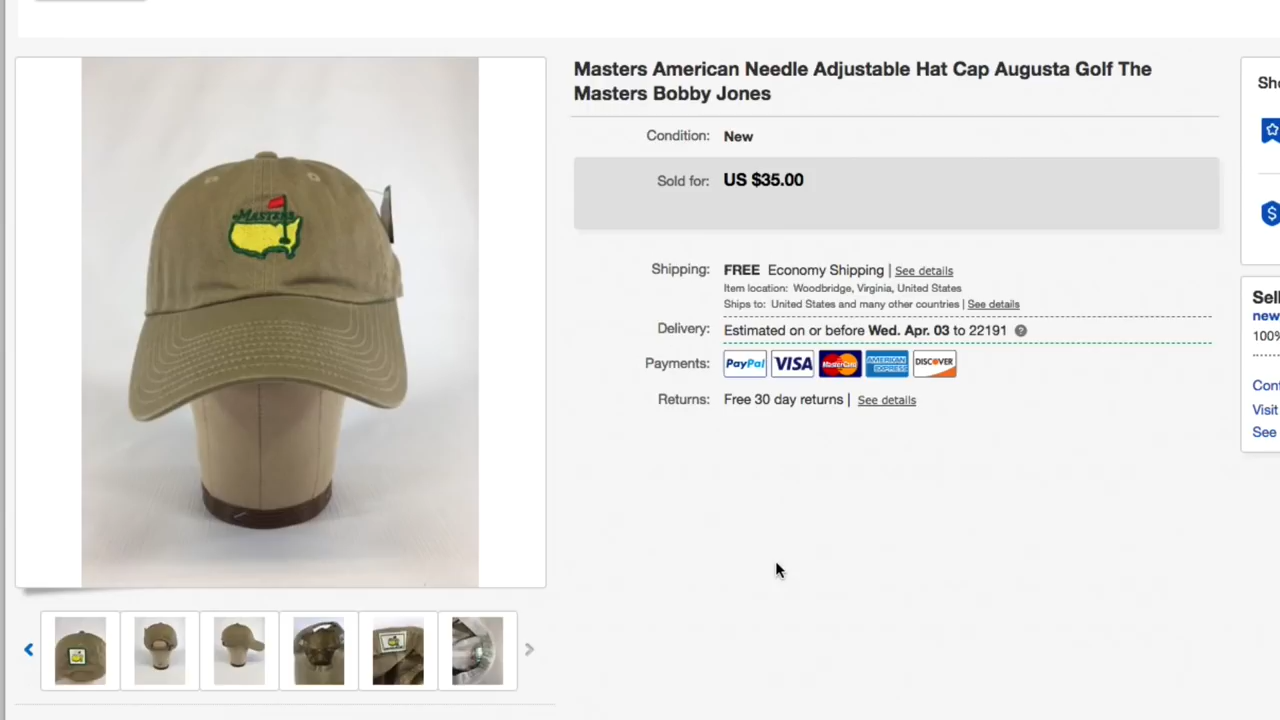 Masters American Needle Adjustable Hat Cap Augusta Golf The
Masters Bobby Jones
Condition: New
Sold for: US $35.00
Shipping: FREE Economy Shipping | See details
Item location: Woodbridge, Virginia, United States
Ships to: United States and many other countries | See details
Delivery: Estimated on or before Wed. Apr. 03 to 22191 ?
Payments: PayPal VISA MasterCard AMERICAN EXPRESS DISCOVER
Returns: Free 30 day returns | See details
MASTERS
Sho
$
Sell
new
100%
Cont
Visit
See